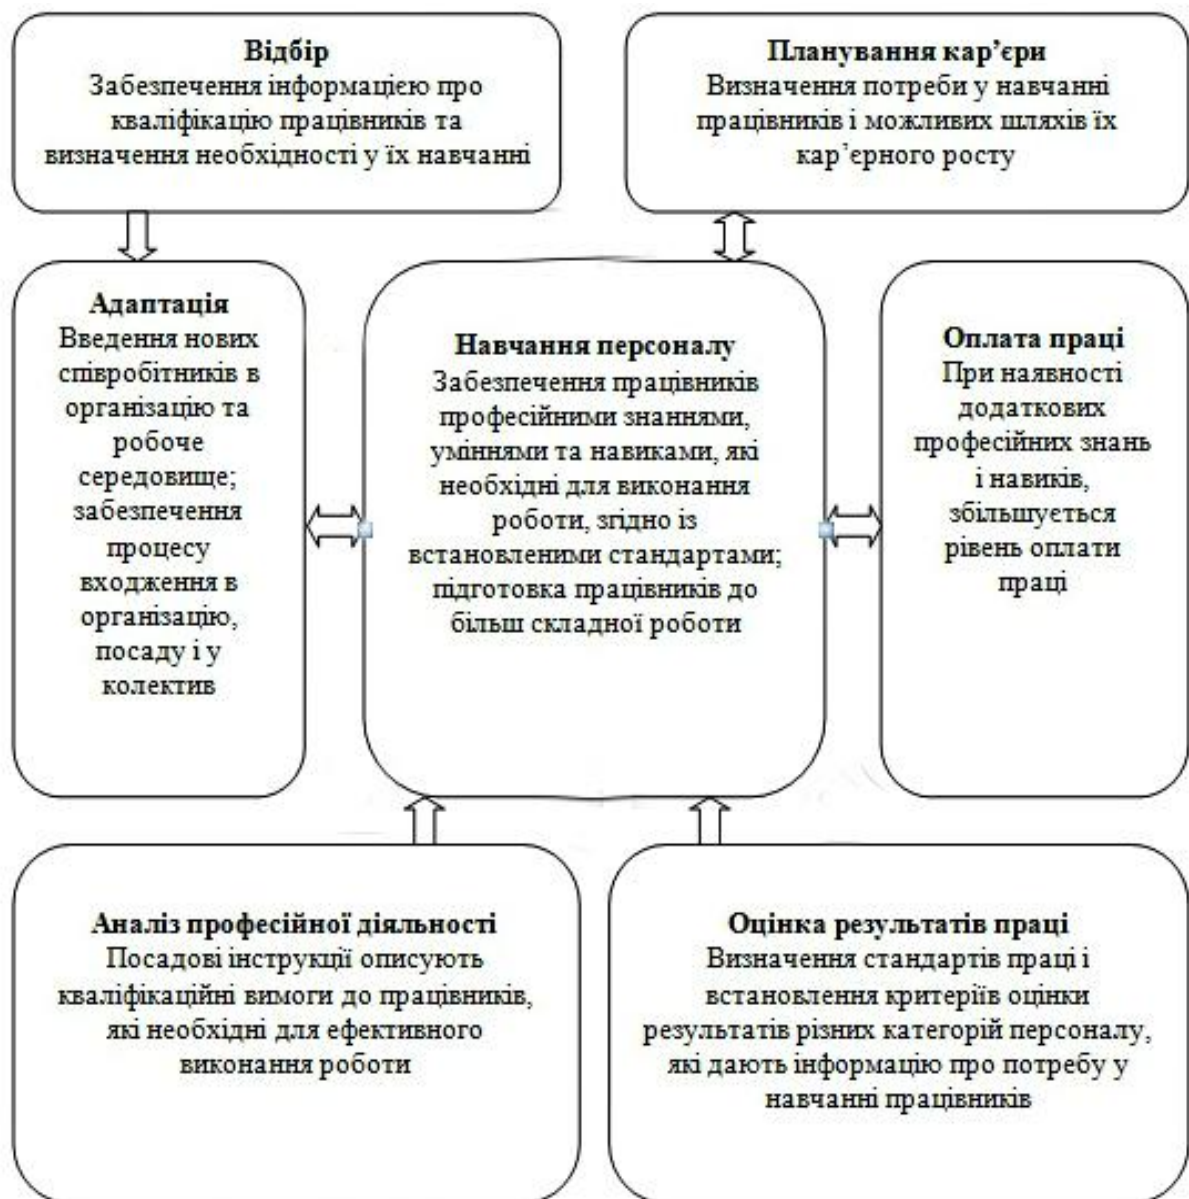 Відбір
Забезпечення інформацією про
кваліфікацію працівників та
визначення необхідності у їх навчанні
Планування кар’єри
Визначення потреби у навчанні
працівників і можливих шляхів їх
кар’єрного росту
Адаптація
Введення нових
співробітників в
організацію та
робоче
середовище;
забезпечення
процесу
входження в
організацію,
посаду і у
колектив
Навчання персоналу
Забезпечення працівників
професійними знаннями,
уміннями та навиками, які
необхідні для виконання
роботи, згідно із
встановленими стандартами;
підготовка працівників до
більш складної роботи
Оплата праці
При наявності
додаткових
професійних знань
і навиків,
збільшується
рівень оплати
праці
Аналіз професійної діяльності
Посадові інструкції описують
кваліфікаційні вимоги до працівників,
які необхідні для ефективного
виконання роботи
Оцінка результатів праці
Визначення стандартів праці і
встановлення критеріїв оцінки
результатів різних категорій персоналу,
які дають інформацію про потребу у
навчанні працівників